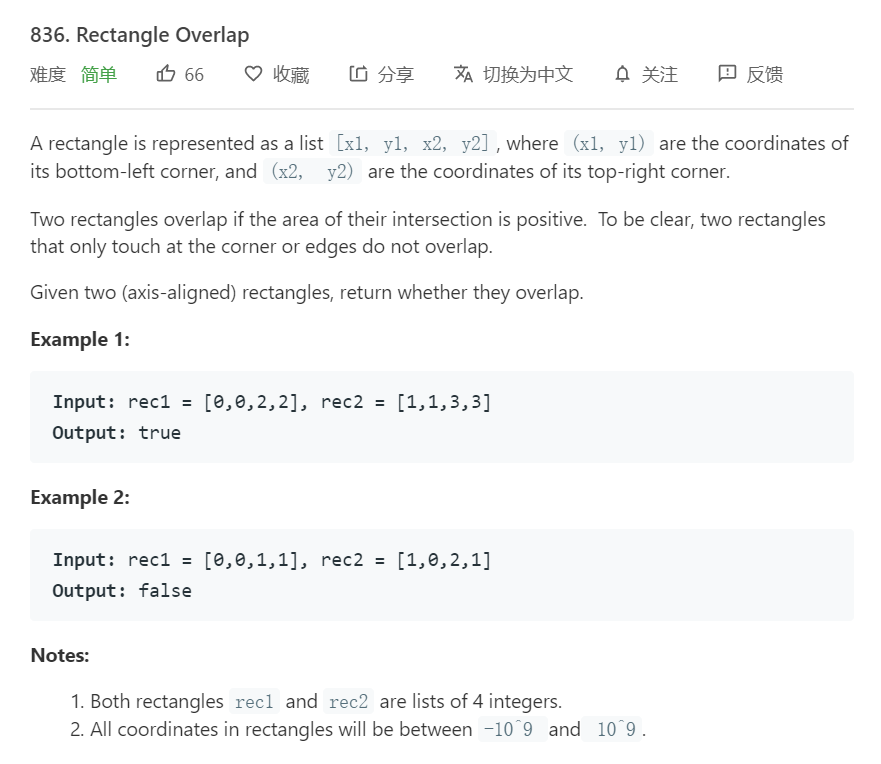 836. Rectangle Overlap
难度 简单 66 收藏 分享 切换为中文 关注 反馈
A rectangle is represented as a list [x1, y1, x2, y2], where (x1, y1) are the coordinates of
its bottom-left corner, and (x2, y2) are the coordinates of its top-right corner.
Two rectangles overlap if the area of their intersection is positive. To be clear, two rectangles
that only touch at the corner or edges do not overlap.
Given two (axis-aligned) rectangles, return whether they overlap.
Example 1:
Input: rec1 = [0,0,2,2], rec2 = [1,1,3,3]
Output: true
Example 2:
Input: rec1 = [0,0,1,1], rec2 = [1,0,2,1]
Output: false
Notes:
1. Both rectangles rec1 and rec2 are lists of 4 integers.
2. All coordinates in rectangles will be between -10^9 and 10^9.